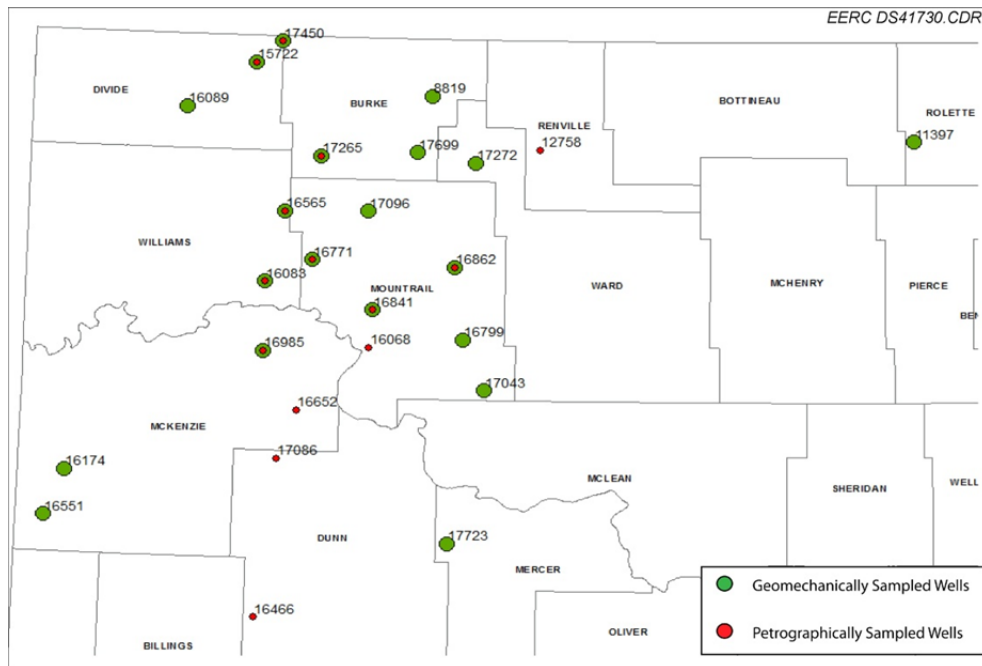 EERC DS41730.CDR
17450
15722
DIVIDE
16089
BURKE
8819
BOTTINEAU
ROLETTE
RENVILLE
11397
12758
17265
17699
17272
16565
17096
WILLIAMS
16771
16862
16083
MOUNTRAIL
WARD
MCHENRY
PIERCE
BEN
16841
16985
16068
16799
16652
17043
MCKENZIE
17086
16174
MCLEAN
SHERIDAN
WELL
16551
DUNN
17723
MERCER
Geomechanically Sampled Wells
16466
Petrographically Sampled Wells
OLIVER
BILLINGS